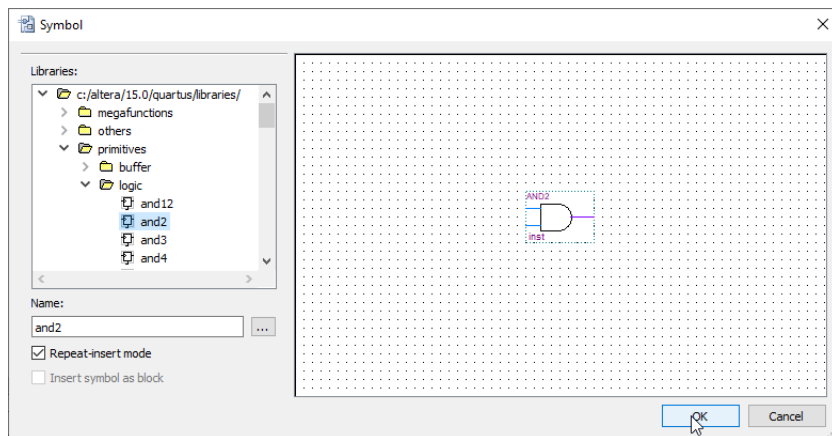 Symbol
Libraries:
c:/altera/15.0/quartus/libraries/
megafunctions
others
primitives
buffer
logic
and12
and2
and3
and4
Name:
and2
...
Repeat-insert mode
Insert symbol as block
AND2
inst
OK
Cancel